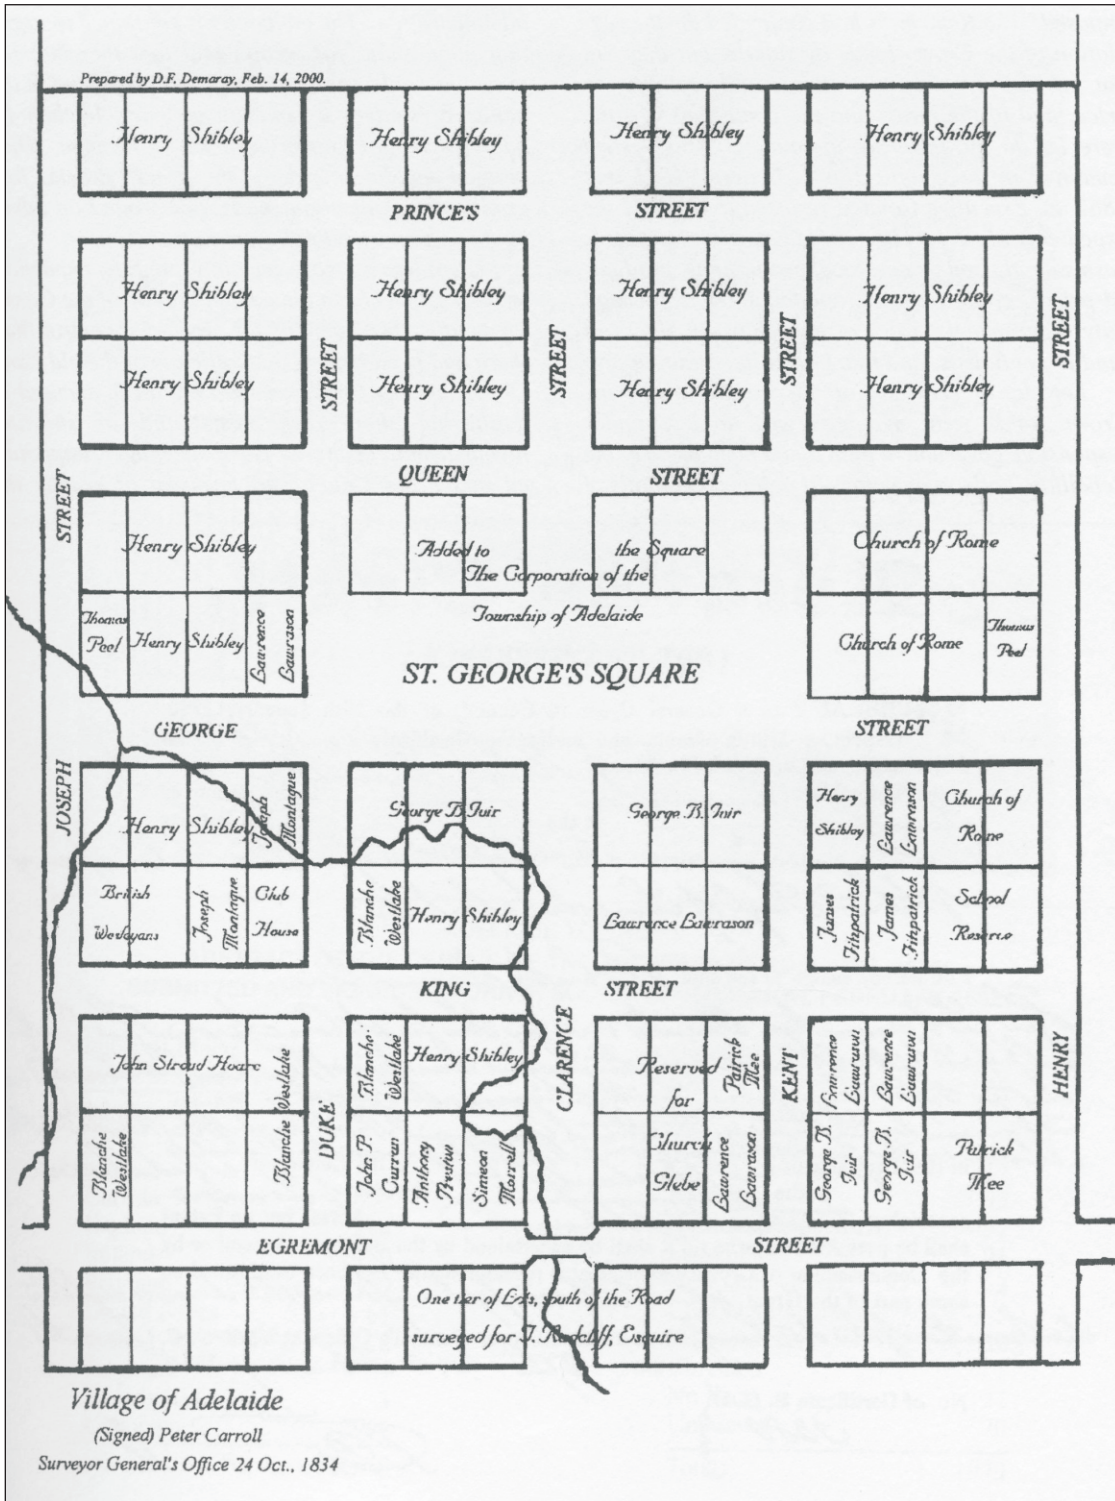 Prepared by D.F. Demaray, Feb. 14, 2000.
Henry Shibley
Henry Shibley
Henry Shibley
Henry Shibley
PRINCE'S STREET
Henry Shibley
Henry Shibley
Henry Shibley
Henry Shibley
STREET
STREET
STREET
STREET
Henry Shibley
Henry Shibley
Henry Shibley
Henry Shibley
QUEEN STREET
STREET
Henry Shibley
Added to
the Square
Church of Rome
The Corporation of the
Township of Adelaide
Thomas
Peel
Henry Shibley
Lawrence
Lawrason
Church of Rome
Thomas
Peel
ST. GEORGE'S SQUARE
GEORGE STREET
JOSEPH
Henry Shibley
Joseph
Montague
George B. Tuir
George B. Tuir
Henry
Shibley
Lawrence
Lawrason
Church of
Rome
British
Wesleyans
Joseph
Montague
Club
House
Blanche
Westlake
Henry Shibley
Lawrence Lawrason
James
Fitzpatrick
James
Fitzpatrick
School
Reserve
KING STREET
CLARENCE
KENT
HENRY
DUKE
John Stroud Hoare
Blanche Westlake
Blanche
Westlake
Henry Shibley
Reserved
for
Patrick
Mee
Lawrence
Lawrason
Lawrence
Lawrason
Blanche
Westlake
Blanche Westlake
John P.
Curran
Anthony
Preston
Simeon
Morrell
Church
Glebe
Lawrence
Lawrason
George B.
Tuir
George B.
Tuir
Patrick
Mee
EGREMONT STREET
One tier of Lots, south of the Road
surveyed for T. Radcliff, Esquire
Village of Adelaide
(Signed) Peter Carroll
Surveyor General's Office 24 Oct., 1834